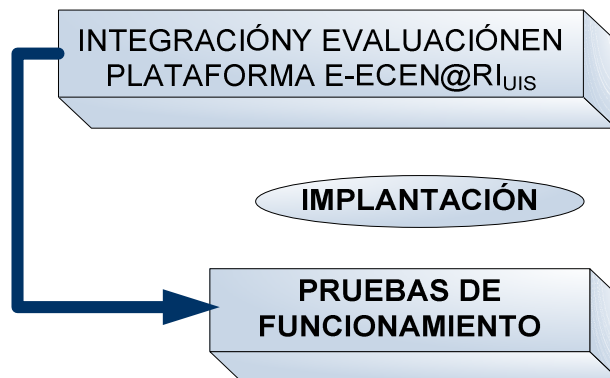 INTEGRACIÓNY EVALUACIÓNEN
PLATAFORMA E-ECEN@RIUIS
IMPLANTACIÓN
PRUEBAS DE
FUNCIONAMIENTO